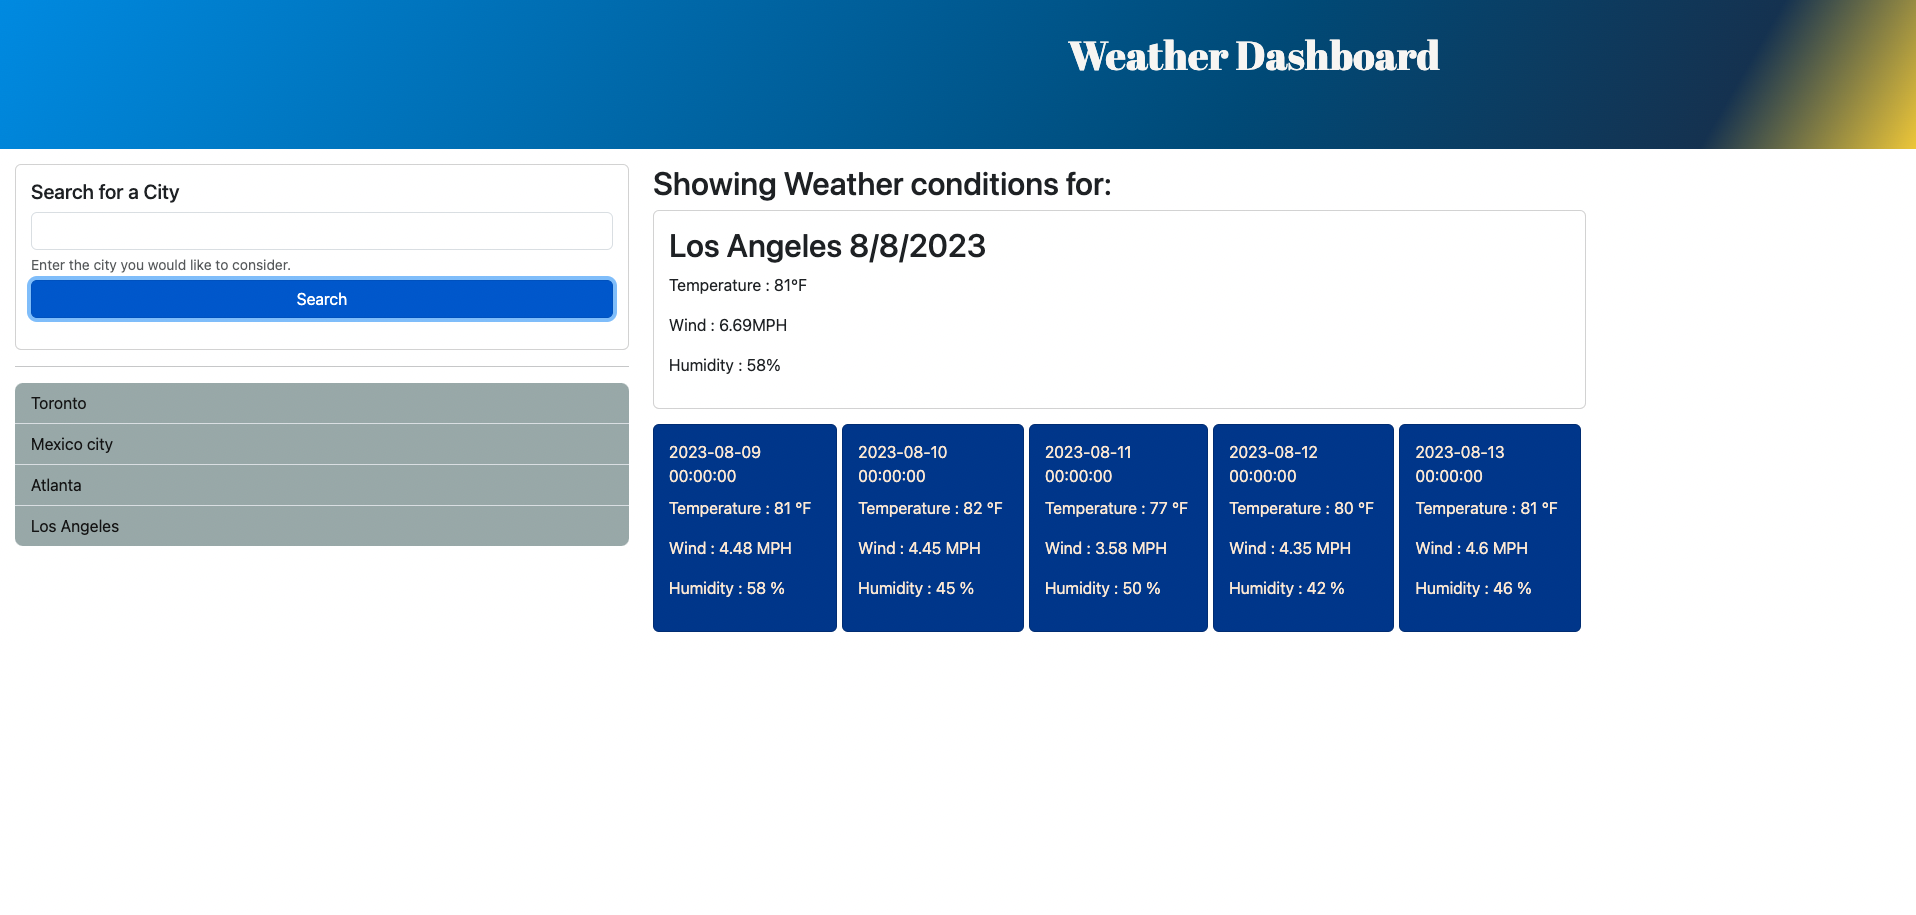 Weather Dashboard
Search for a City
Enter the city you would like to consider.
Search
Toronto
Mexico city
Atlanta
Los Angeles
Showing Weather conditions for:
Los Angeles 8/8/2023
Temperature : 81°F
Wind : 6.69MPH
Humidity : 58%
2023-08-09
00:00:00
Temperature : 81 °F
Wind : 4.48 MPH
Humidity : 58 %
2023-08-10
00:00:00
Temperature : 82 °F
Wind : 4.45 MPH
Humidity : 45 %
2023-08-11
00:00:00
Temperature : 77 °F
Wind : 3.58 MPH
Humidity : 50 %
2023-08-12
00:00:00
Temperature : 80 °F
Wind : 4.35 MPH
Humidity : 42 %
2023-08-13
00:00:00
Temperature : 81 °F
Wind : 4.6 MPH
Humidity : 46 %